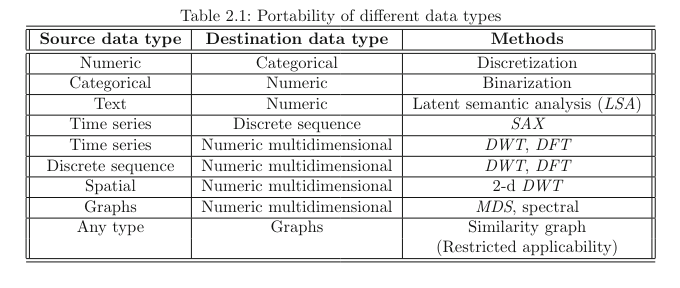 Table 2.1: Portability of different data types
Source data type Destination data type Methods
Numeric Categorical Discretization
Categorical Numeric Binarization
Text Numeric Latent semantic analysis (LSA)
Time series Discrete sequence SAX
Time series Numeric multidimensional DWT, DFT
Discrete sequence Numeric multidimensional DWT, DFT
Spatial Numeric multidimensional 2-d DWT
Graphs Numeric multidimensional MDS, spectral
Any type Graphs Similarity graph
(Restricted applicability)